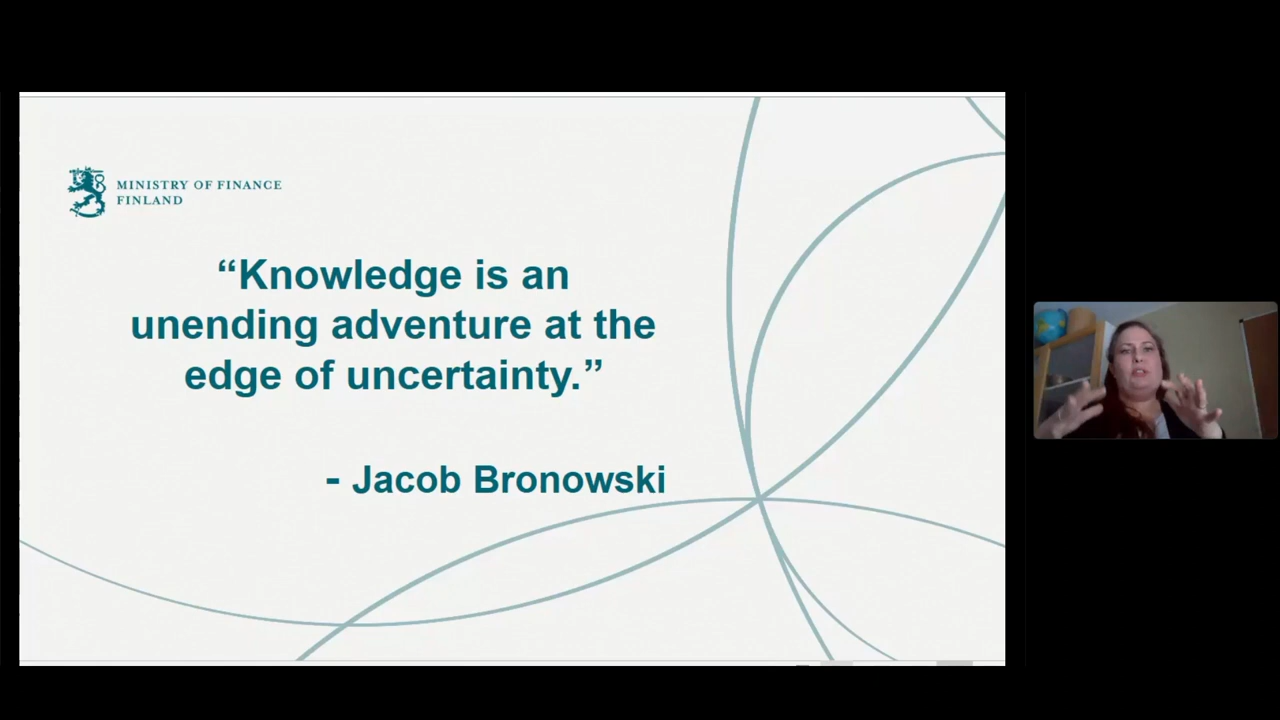 MINISTRY OF FINANCE
FINLAND
“Knowledge is an
unending adventure at the
edge of uncertainty.”
- Jacob Bronowski